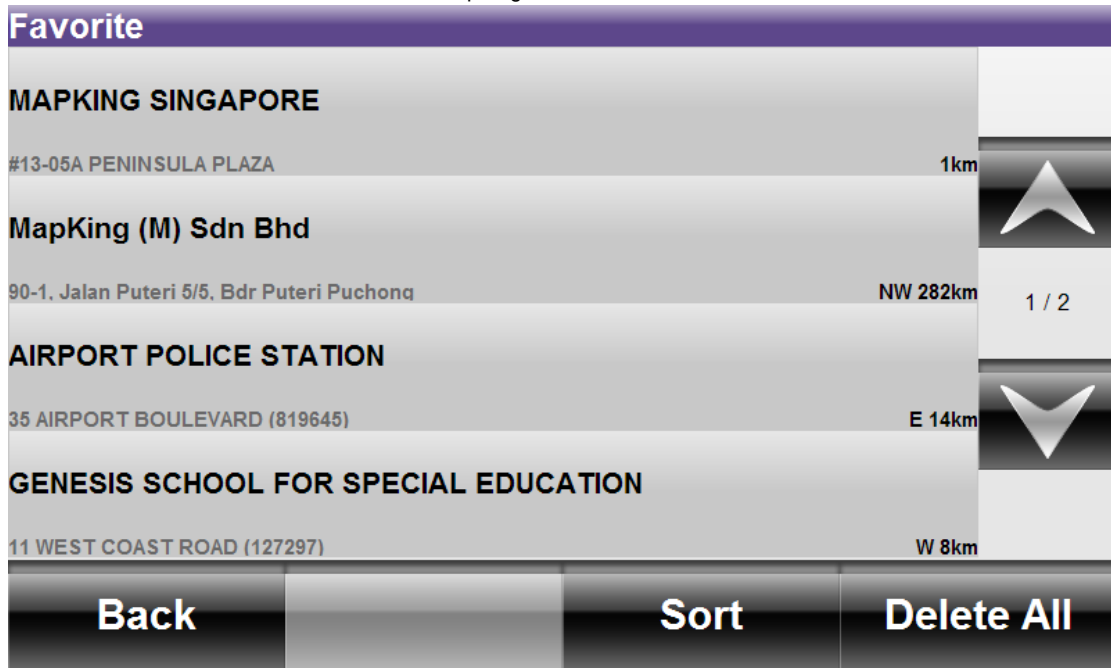 Favorite
MAPKING SINGAPORE
#13-05A PENINSULA PLAZA 1km
MapKing (M) Sdn Bhd
90-1, Jalan Puteri 5/5, Bdr Puteri Puchong NW 282km
1 / 2
AIRPORT POLICE STATION
35 AIRPORT BOULEVARD (819645) E 14km
GENESIS SCHOOL FOR SPECIAL EDUCATION
11 WEST COAST ROAD (127297) W 8km
Back Sort Delete All